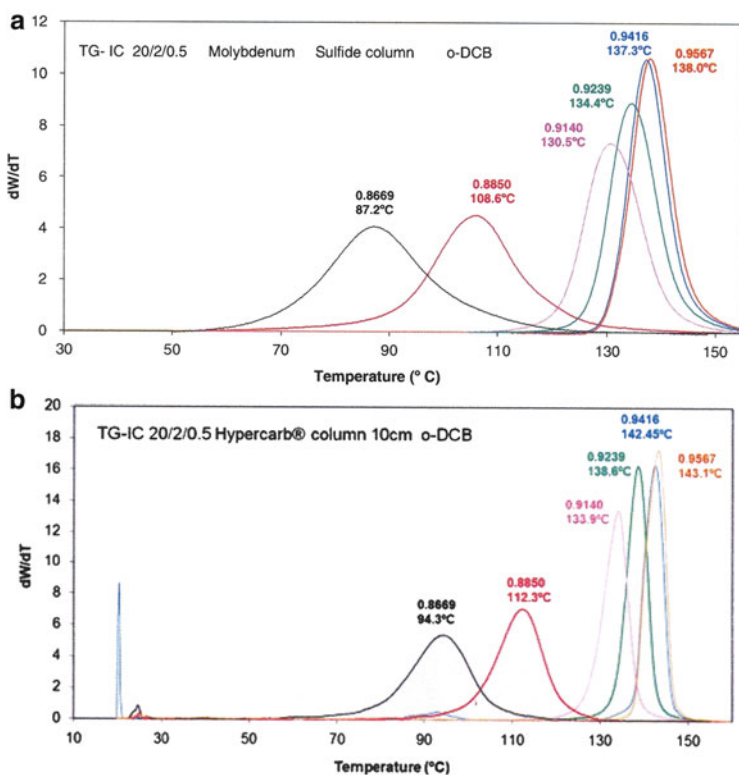 a
TG- IC 20/2/0.5 Molybdenum Sulfide column o-DCB
12
10
8
6
4
2
0
dW/dT
0.8669
87.2°C
0.8850
108.6°C
0.9140
130.5°C
0.9239
134.4°C
0.9416
137.3°C
0.9567
138.0°C
30 50 70 90 110 130 150
Temperature (° C)
b
TG-IC 20/2/0.5 Hypercarb® column 10cm o-DCB
20
18
16
14
12
10
8
6
4
2
0
dW/dT
0.8669
94.3°C
0.8850
112.3°C
0.9140
133.9°C
0.9239
138.6°C
0.9416
142.45°C
0.9567
143.1°C
10 30 50 70 90 110 130 150
Temperature (°C)